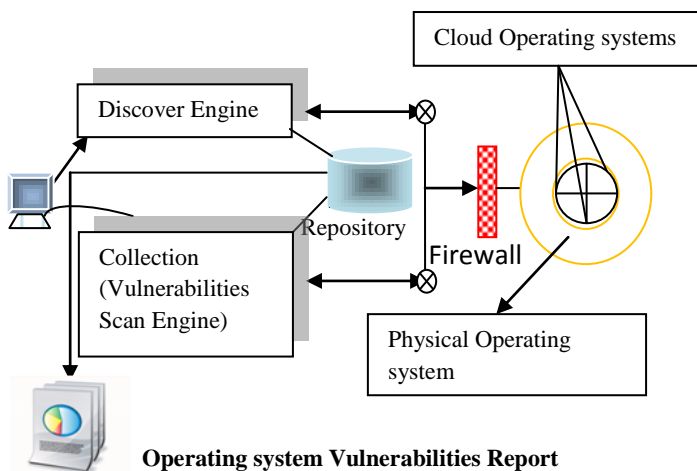 Cloud Operating systems
Discover Engine
Repository
Firewall
Collection
(Vulnerabilities
Scan Engine)
Physical Operating
system
Operating system Vulnerabilities Report